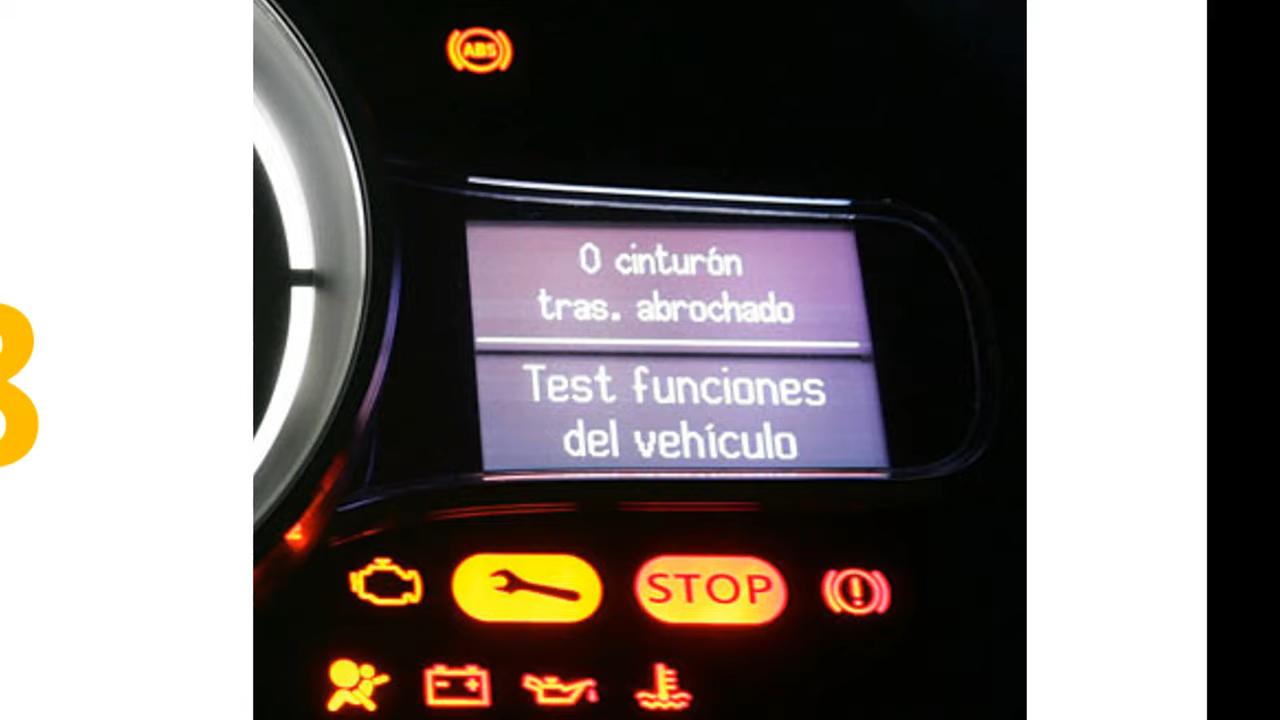 ABS
0 cinturón
tras. abrochado
Test funciones
del vehículo
STOP